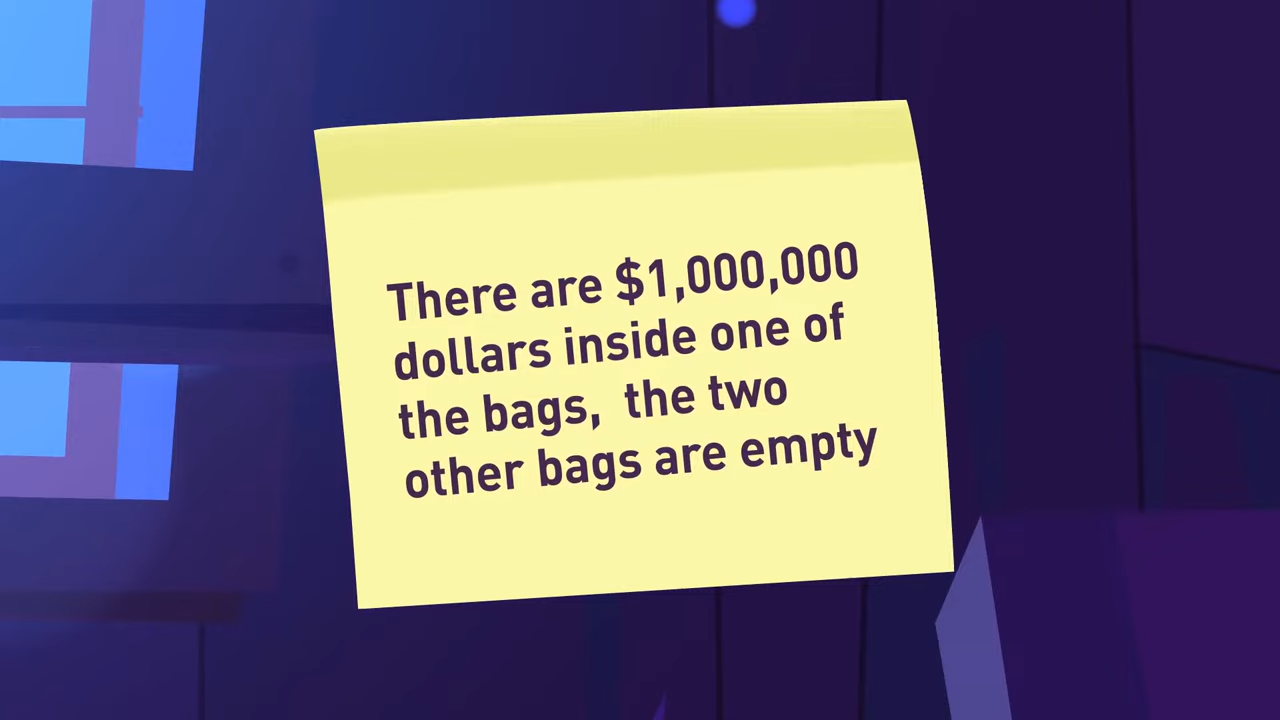 There are $1,000,000
dollars inside one of
the bags, the two
other bags are empty